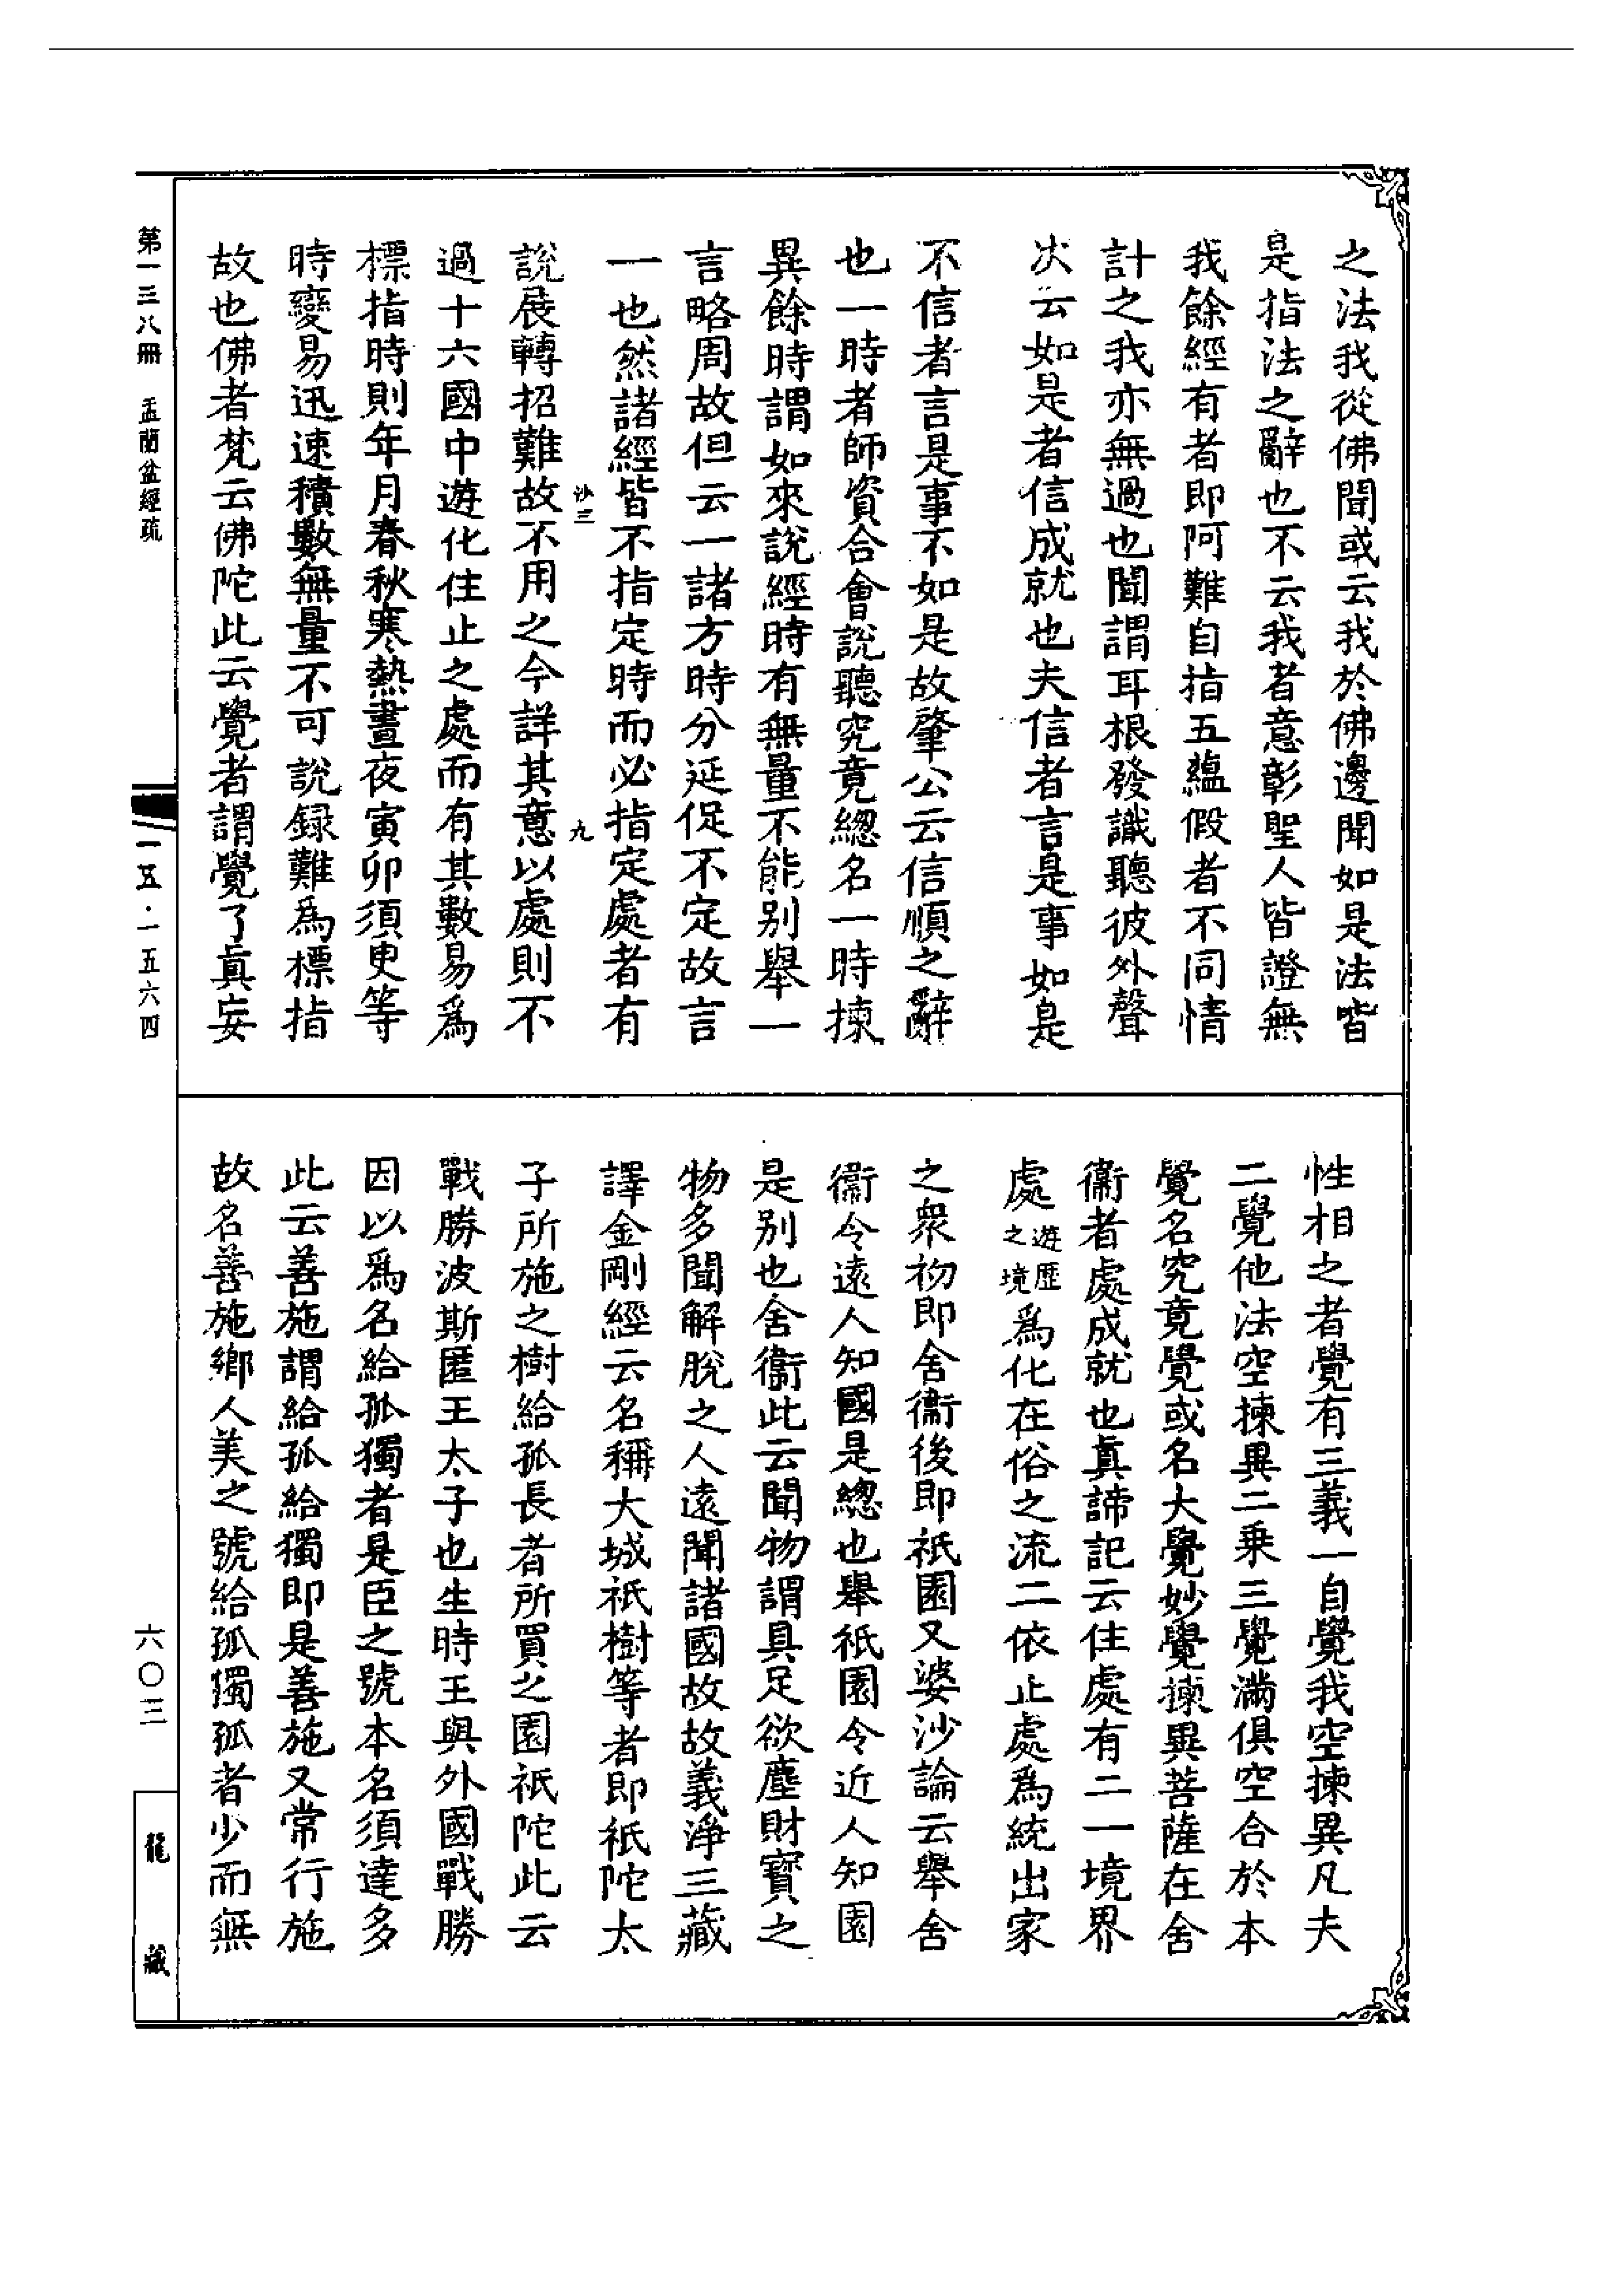 之法我從佛聞或云我於佛邊聞如是法皆
是指法之辭也不云我者意彰聖人皆證無
我餘經有者即阿難自指五蘊假者不同情
計之我亦無過也聞謂耳根發識聽彼外聲
次云如是者信成就也夫信者言是事如是
不信者言是事不如是故肇公云信順之辭
也一時者師資合會說聽究竟總名一時揀
異餘時謂如來說經時有無量不能別舉一
言略周故但云一諸方時分延促不定故言
一也然諸經皆不指定時而必指定處者有
沙三
九
說展轉招難故不用之今詳其意以處則不
過十六國中遊化住止之處而有其數易爲
標指時則年月春秋寒熱晝夜寅卯須臾等
時變易迅速積數無量不可說録難爲標指
故也佛者梵云佛陀此云覺者謂覺了眞妄
性相之者覺有三義一自覺我空揀異凡夫
二覺他法空揀異二乗三覺滿俱空合於本
覺名究竟覺或名大覺妙覺揀異菩薩在舍
衞者處成就也眞諦記云住處有二一境界
處遊歷之境爲化在俗之流二依止處爲統出家
之衆初即舍衞後即祇園又婆沙論云舉舍
衞令遠人知國是總也舉祇園令近人知園
是別也舍衞此云聞物謂具足欲塵財寳之
物多聞解脫之人遠聞諸國故故義淨三藏
譯金剛經云名稱大城祇樹等者即祇陀太
子所施之樹給孤長者所買之園祇陀此云
戰勝波斯匿王太子也生時王與外國戰勝
因以爲名給孤獨者是臣之號本名須達多
此云善施謂給孤給獨即是善施又常行施
故名善施鄉人美之號給孤獨孤者少而無
第一三八冊　盂蘭盆經疏
一五・一五六四
六〇三
龍藏